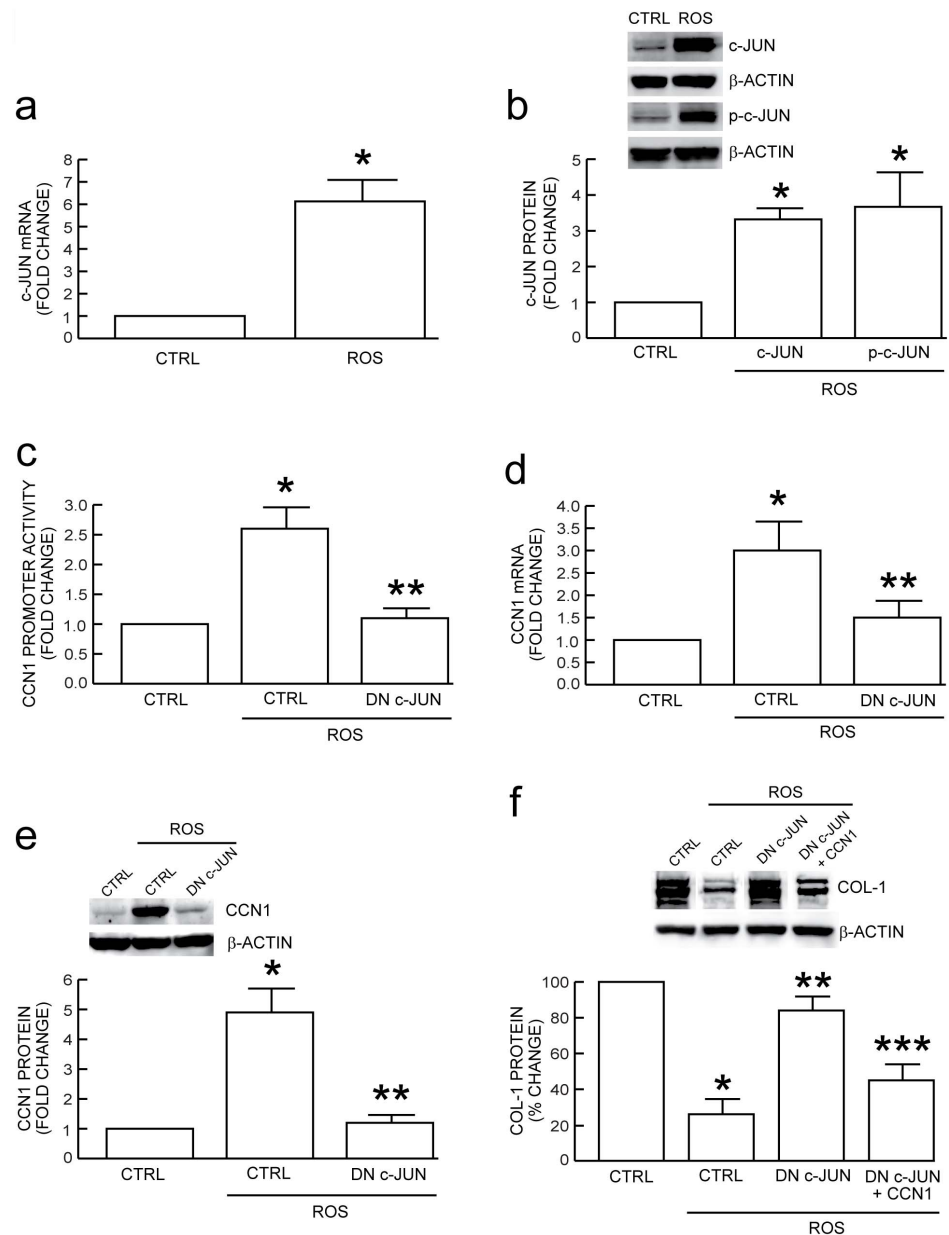 a
8
7
6
5
4
3
2
1
0
c-JUN mRNA
(FOLD CHANGE)
*
CTRL
ROS
b
CTRL ROS
c-JUN
β-ACTIN
p-c-JUN
β-ACTIN
5
4
3
2
1
0
c-JUN PROTEIN
(FOLD CHANGE)
*
*
CTRL
c-JUN
p-c-JUN
ROS
c
3.0
2.5
2.0
1.5
1.0
0.5
0.0
CCN1 PROMOTER ACTIVITY
(FOLD CHANGE)
*
**
CTRL
CTRL
DN c-JUN
ROS
d
4.0
3.5
3.0
2.5
2.0
1.5
1.0
0.5
0.0
CCN1 mRNA
(FOLD CHANGE)
*
**
CTRL
CTRL
DN c-JUN
ROS
e
ROS
CTRL
CTRL
DN c-JUN
CCN1
β-ACTIN
6
5
4
3
2
1
0
CCN1 PROTEIN
(FOLD CHANGE)
*
**
CTRL
CTRL
DN c-JUN
ROS
f
ROS
CTRL
CTRL
DN c-JUN
DN c-JUN
+ CCN1
COL-1
β-ACTIN
100
80
60
40
20
0
COL-1 PROTEIN
(% CHANGE)
*
**
***
CTRL
CTRL
DN c-JUN
DN c-JUN
+ CCN1
ROS